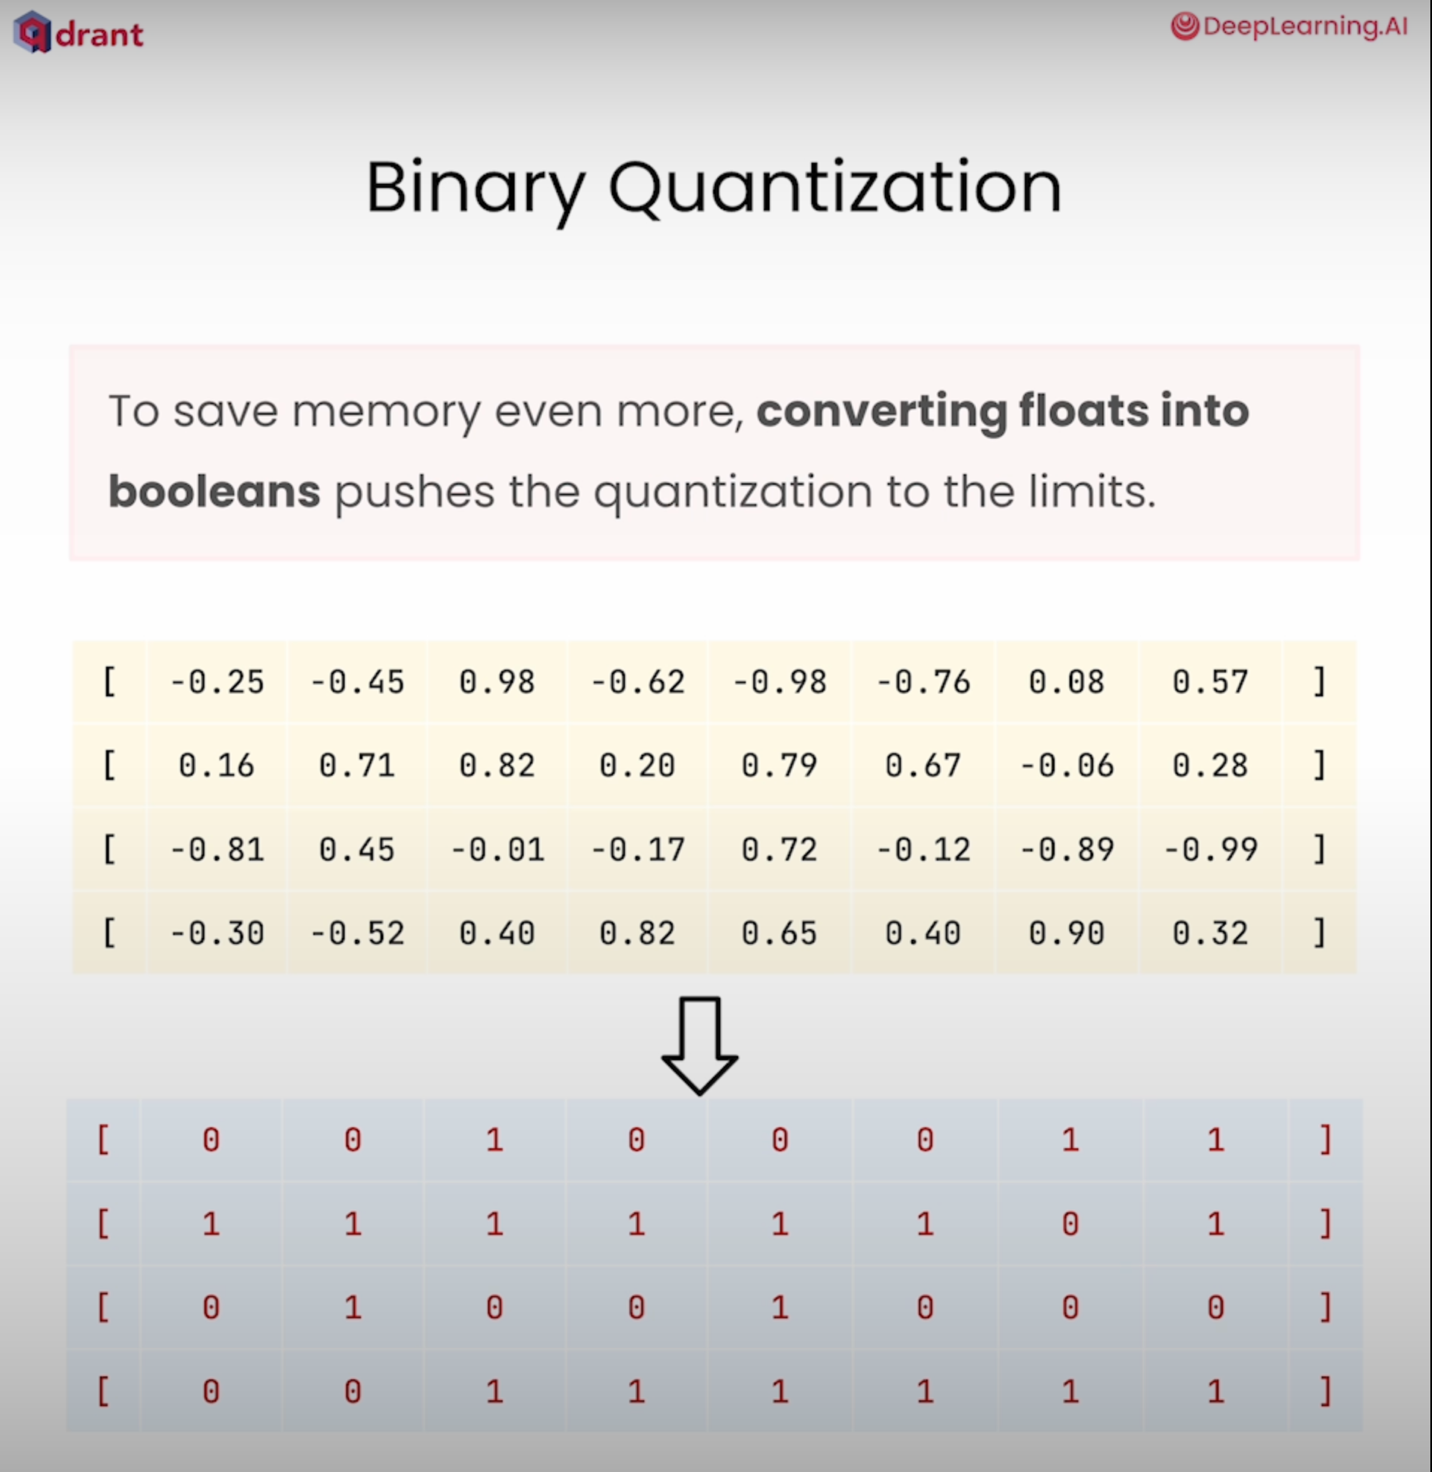 qdrant
DeepLearning.AI
Binary Quantization
To save memory even more, converting floats into
booleans pushes the quantization to the limits.
[ -0.25 -0.45 0.98 -0.62 -0.98 -0.76 0.08 0.57 ]
[ 0.16 0.71 0.82 0.20 0.79 0.67 -0.06 0.28 ]
[ -0.81 0.45 -0.01 -0.17 0.72 -0.12 -0.89 -0.99 ]
[ -0.30 -0.52 0.40 0.82 0.65 0.40 0.90 0.32 ]
[ 0 0 1 0 0 0 1 1 ]
[ 1 1 1 1 1 1 0 1 ]
[ 0 1 0 0 1 0 0 0 ]
[ 0 0 1 1 1 1 1 1 ]